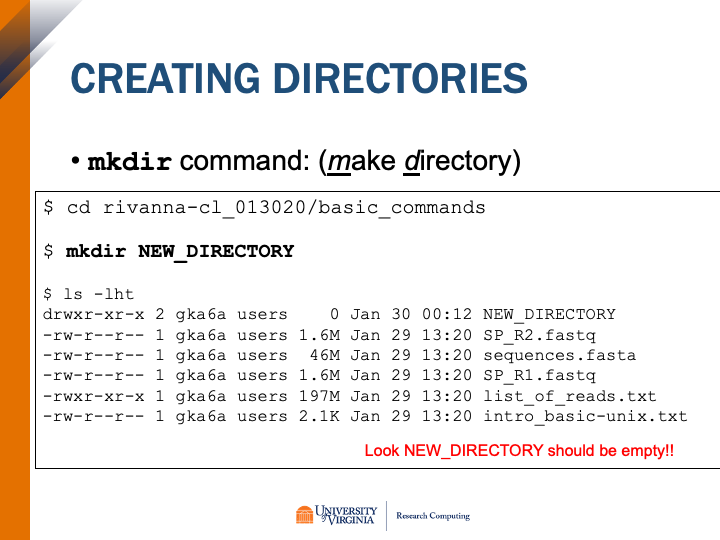 CREATING DIRECTORIES
• mkdir command: (make directory)
$ cd rivanna-cl_013020/basic_commands
$ mkdir NEW_DIRECTORY
$ ls -lht
drwxr-xr-x 2 gka6a users    0 Jan 30 00:12 NEW_DIRECTORY
-rw-r--r-- 1 gka6a users 1.6M Jan 29 13:20 SP_R2.fastq
-rw-r--r-- 1 gka6a users  46M Jan 29 13:20 sequences.fasta
-rw-r--r-- 1 gka6a users 1.6M Jan 29 13:20 SP_R1.fastq
-rwxr-xr-x 1 gka6a users 197M Jan 29 13:20 list_of_reads.txt
-rw-r--r-- 1 gka6a users 2.1K Jan 29 13:20 intro_basic-unix.txt
Look NEW_DIRECTORY should be empty!!
UNIVERSITY
of VIRGINIA
Research Computing